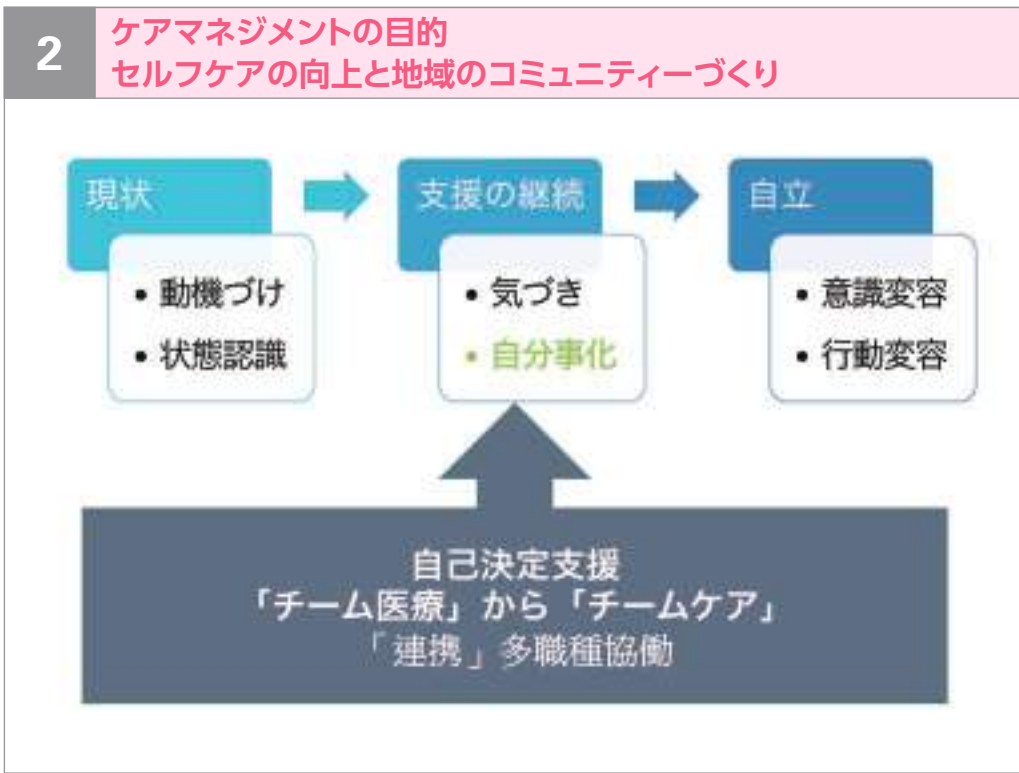 2
ケアマネジメントの目的
セルフケアの向上と地域のコミュニティーづくり
現状
• 動機づけ
• 状態認識
支援の継続
• 気づき
• 自分事化
自立
• 意識変容
• 行動変容
自己決定支援
「チーム医療」から「チームケア」
「連携」多職種協働